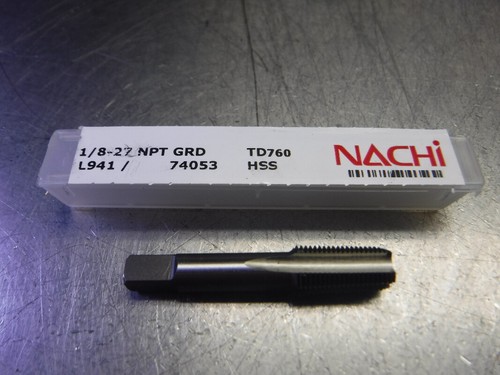 1/8-27 NPT GRD TD760
L941 / 74053 HSS
NACHi